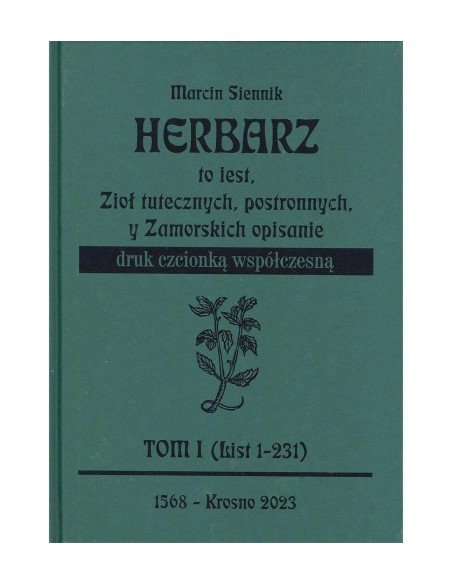 Marcin Siennik
HERBARZ
to iest,
Zioł tutecznych, postronnych,
y Zamorskich opisanie
druk czcionką współczesną
TOM I (List 1-231)
1568 - Krosno 2023